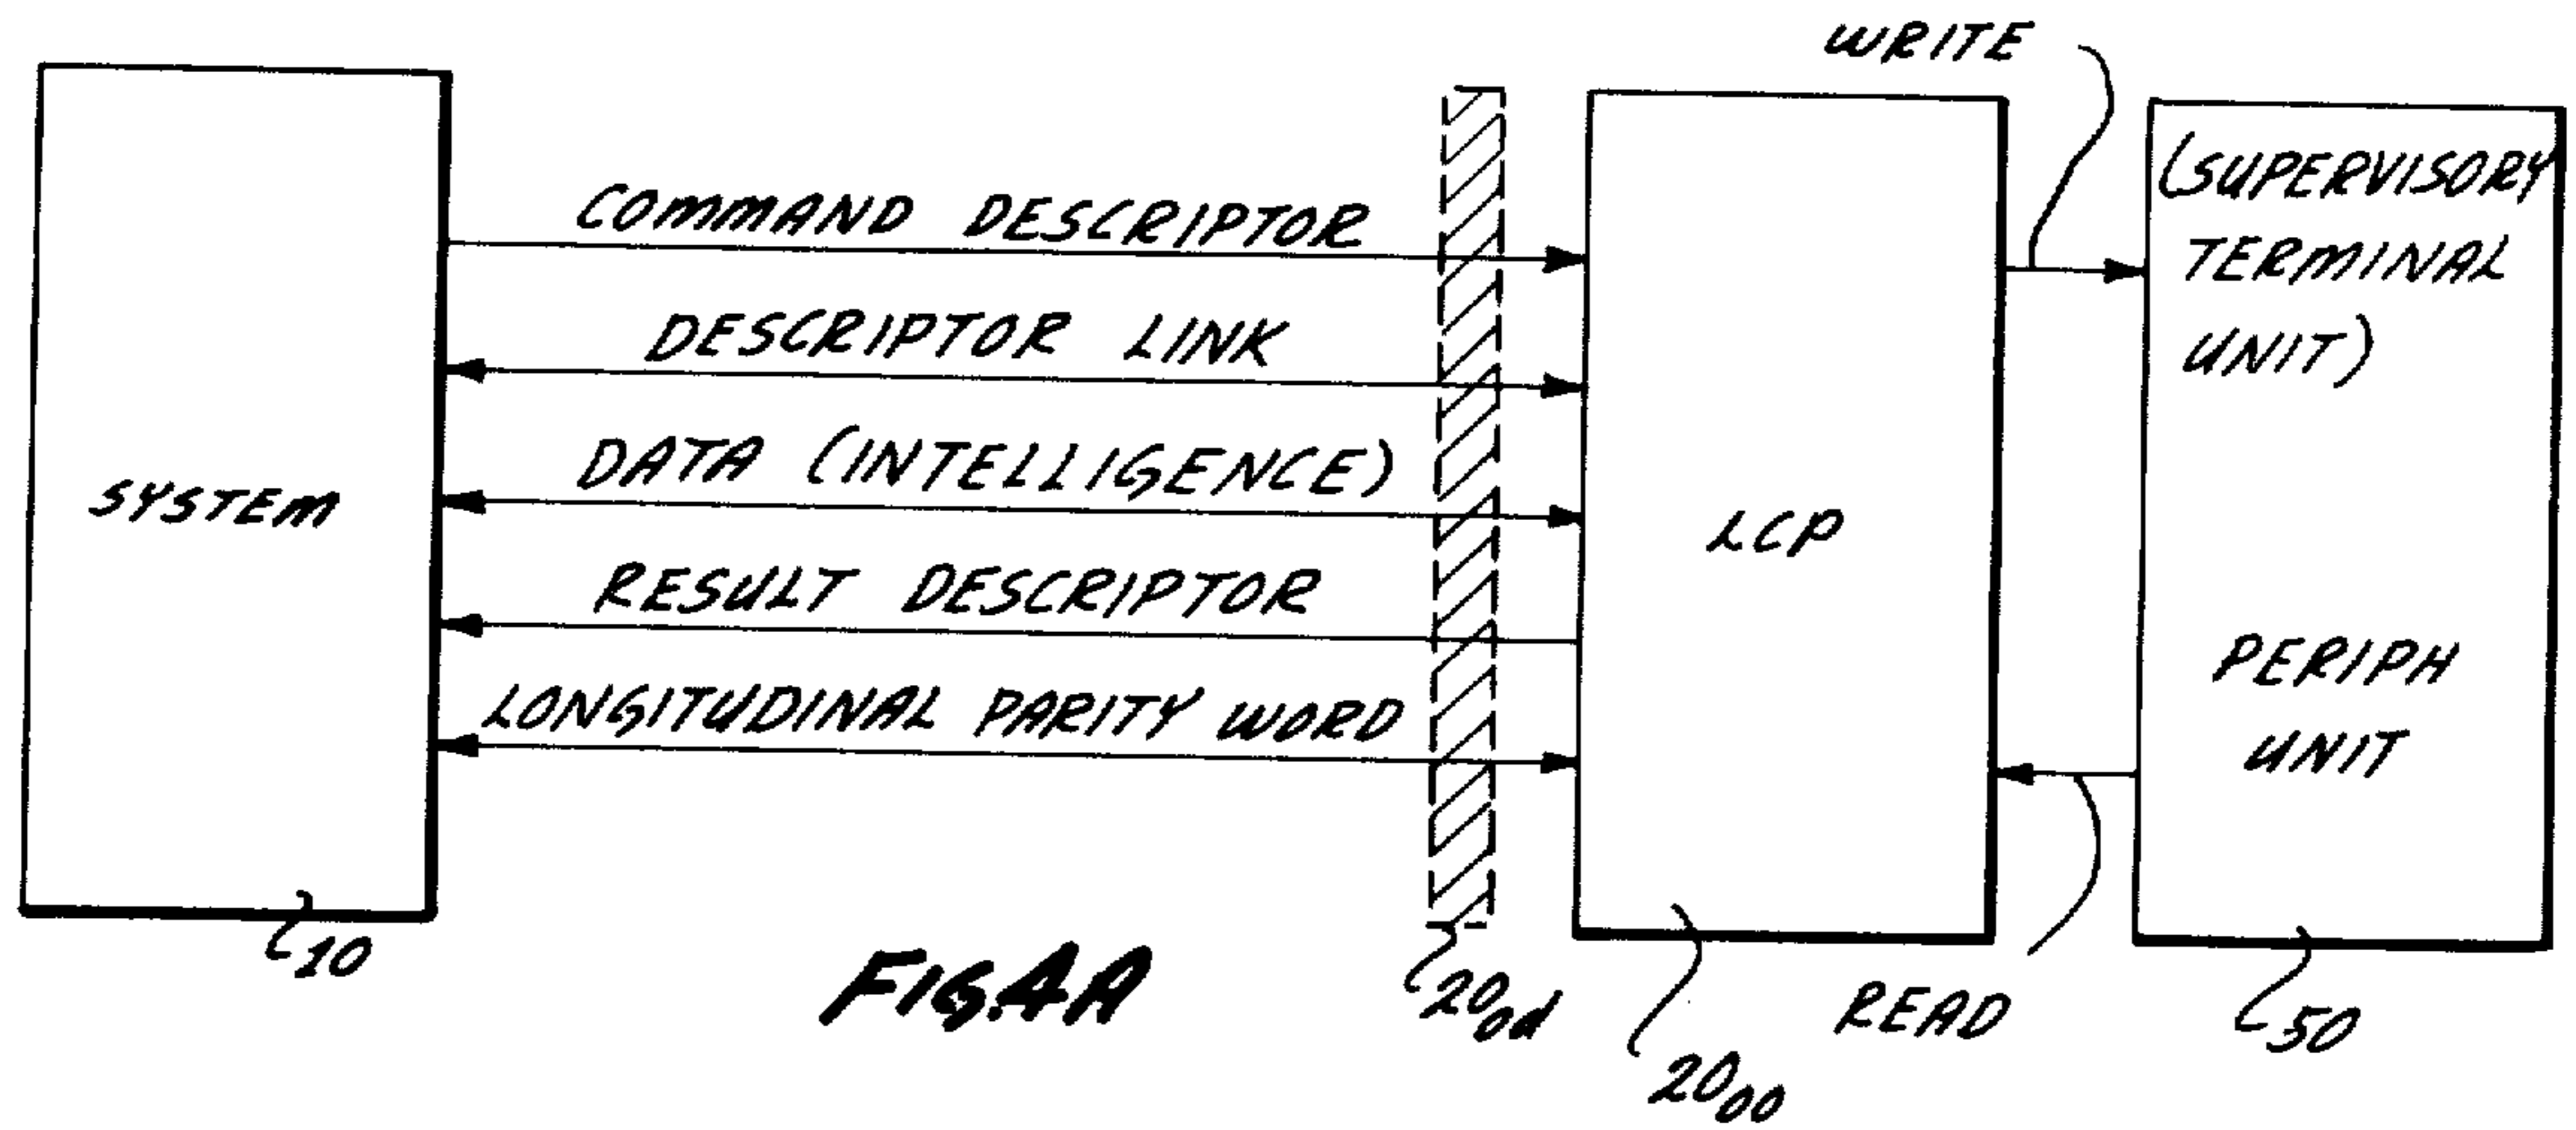 WRITE
(SUPERVISORY
TERMINAL
UNIT)
COMMAND DESCRIPTOR
DESCRIPTOR LINK
DATA (INTELLIGENCE)
SYSTEM
LCP
RESULT DESCRIPTOR
PERIPH
UNIT
LONGITUDINAL PARITY WORD
10
FIG.4A
20od
2000
READ
50